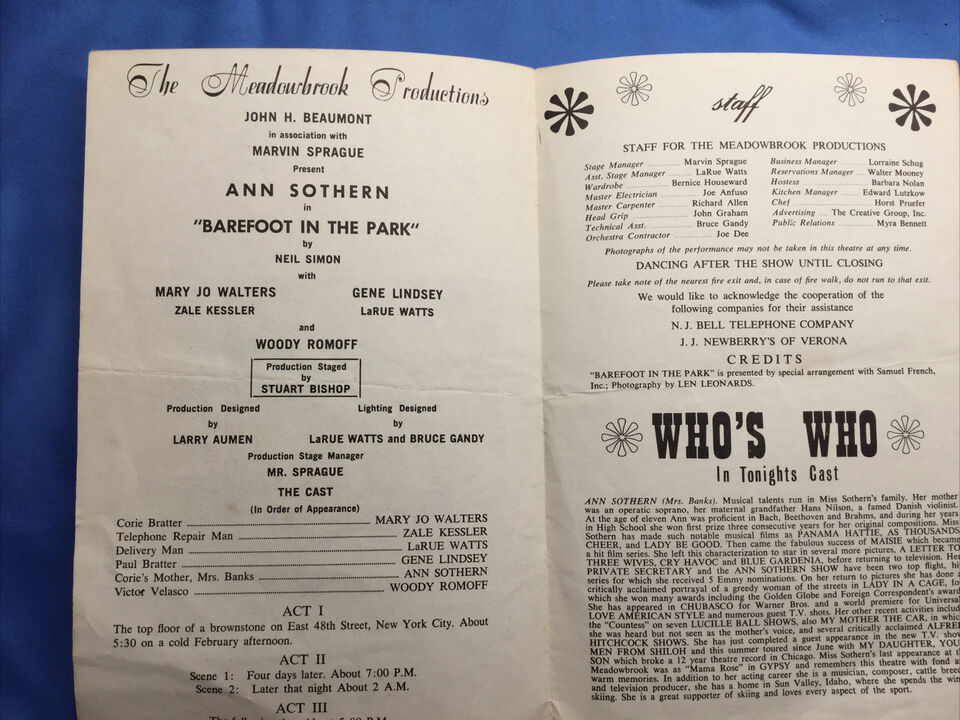 The Meadowbrook Productions
JOHN H. BEAUMONT
in association with
MARVIN SPRAGUE
Present
ANN SOTHERN
in
"BAREFOOT IN THE PARK"
by
NEIL SIMON
with
MARY JO WALTERS GENE LINDSEY
ZALE KESSLER LaRUE WATTS
and
WOODY ROMOFF
Production Staged
by
STUART BISHOP
Production Designed Lighting Designed
by by
LARRY AUMEN LaRUE WATTS and BRUCE GANDY
Production Stage Manager
MR. SPRAGUE
THE CAST
(In Order of Appearance)
Corie Bratter MARY JO WALTERS
Telephone Repair Man ZALE KESSLER
Delivery Man LaRUE WATTS
Paul Bratter GENE LINDSEY
Corie's Mother, Mrs. Banks ANN SOTHERN
Victor Velasco WOODY ROMOFF
ACT I
The top floor of a brownstone on East 48th Street, New York City. About
5:30 on a cold February afternoon.
ACT II
Scene 1: Four days later. About 7:00 P.M.
Scene 2: Later that night About 2 A.M.
ACT III
staff
STAFF FOR THE MEADOWBROOK PRODUCTIONS
Stage Manager Marvin Sprague
Asst. Stage Manager LaRue Watts
Wardrobe Bernice Houseward
Master Electrician Joe Anfuso
Master Carpenter Richard Allen
Head Grip John Graham
Technical Asst. Bruce Gandy
Orchestra Contractor Joe Dee
Business Manager Lorraine Schug
Reservations Manager Walter Mooney
Hostess Barbara Nolan
Kitchen Manager Edward Lutzkow
Chef Horst Pruefer
Advertising The Creative Group, Inc.
Public Relations Myra Bennett
Photographs of the performance may not be taken in this theatre at any time.
DANCING AFTER THE SHOW UNTIL CLOSING
Please take note of the nearest fire exit and, in case of fire walk, do not run to that exit.
We would like to acknowledge the cooperation of the
following companies for their assistance
N. J. BELL TELEPHONE COMPANY
J. J. NEWBERRY'S OF VERONA
CREDITS
"BAREFOOT IN THE PARK" is presented by special arrangement with Samuel French,
Inc.; Photography by LEN LEONARDS.
WHO'S WHO
In Tonights Cast
ANN SOTHERN (Mrs. Banks). Musical talents run in Miss Sothern's family. Her mother
was an operatic soprano, her maternal grandfather Hans Nilson, a famed Danish violinist.
At the age of eleven Ann was proficient in Bach, Beethoven and Brahms, and during her years
in High School she won first prize three consecutive years for her original compositions. Miss
Sothern has made such notable musical films as PANAMA HATTIE, AS THOUSANDS
CHEER, and LADY BE GOOD. Then came the fabulous success of MAISIE which became
a hit film series. She left this characterization to star in several more pictures, A LETTER TO
THREE WIVES, CRY HAVOC and BLUE GARDENIA, before returning to television. Her
PRIVATE SECRETARY and the ANN SOTHERN SHOW have been two top flight, hi
series for which she received 5 Emmy nominations. On her return to pictures she has done a
critically acclaimed portrayal of a greedy woman of the streets in LADY IN A CAGE, fo
which she won many awards including the Golden Globe and Foreign Correspondent's award
She has appeared in CHUBASCO for Warner Bros. and a world premiere for Universal
LOVE AMERICAN STYLE and numerous guest T.V. shots. Her other recent activities includ
the "Countess" on seven LUCILLE BALL SHOWS, also MY MOTHER THE CAR, in whic
she was heard but not seen as the mother's voice, and several critically acclaimed ALFRE
HITCHCOCK SHOWS. She has just completed a guest appearance in the new T.V. show
MEN FROM SHILOH and this summer toured since June with MY DAUGHTER, YOU
SON which broke a 12 year theatre record in Chicago. Miss Sothern's last appearance at th
Meadowbrook was as "Mama Rose" in GYPSY and remembers this theatre with fond a
warm memories. In addition to her acting career she is a musician, composer, cattle breed
and television producer, she has a home in Sun Valley, Idaho, where she spends the win
skiing. She is a great supporter of skiing and loves every aspect of the sport.